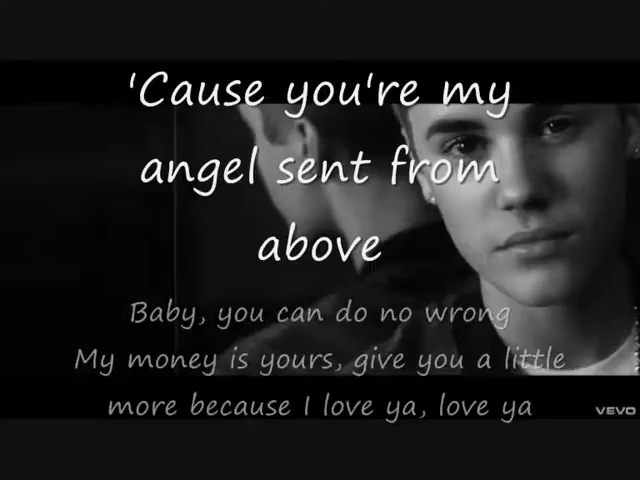 'Cause you're my
angel sent from
above
Baby, you can do no wrong
My money is yours, give you a little
more because I love ya, love ya
VEVO